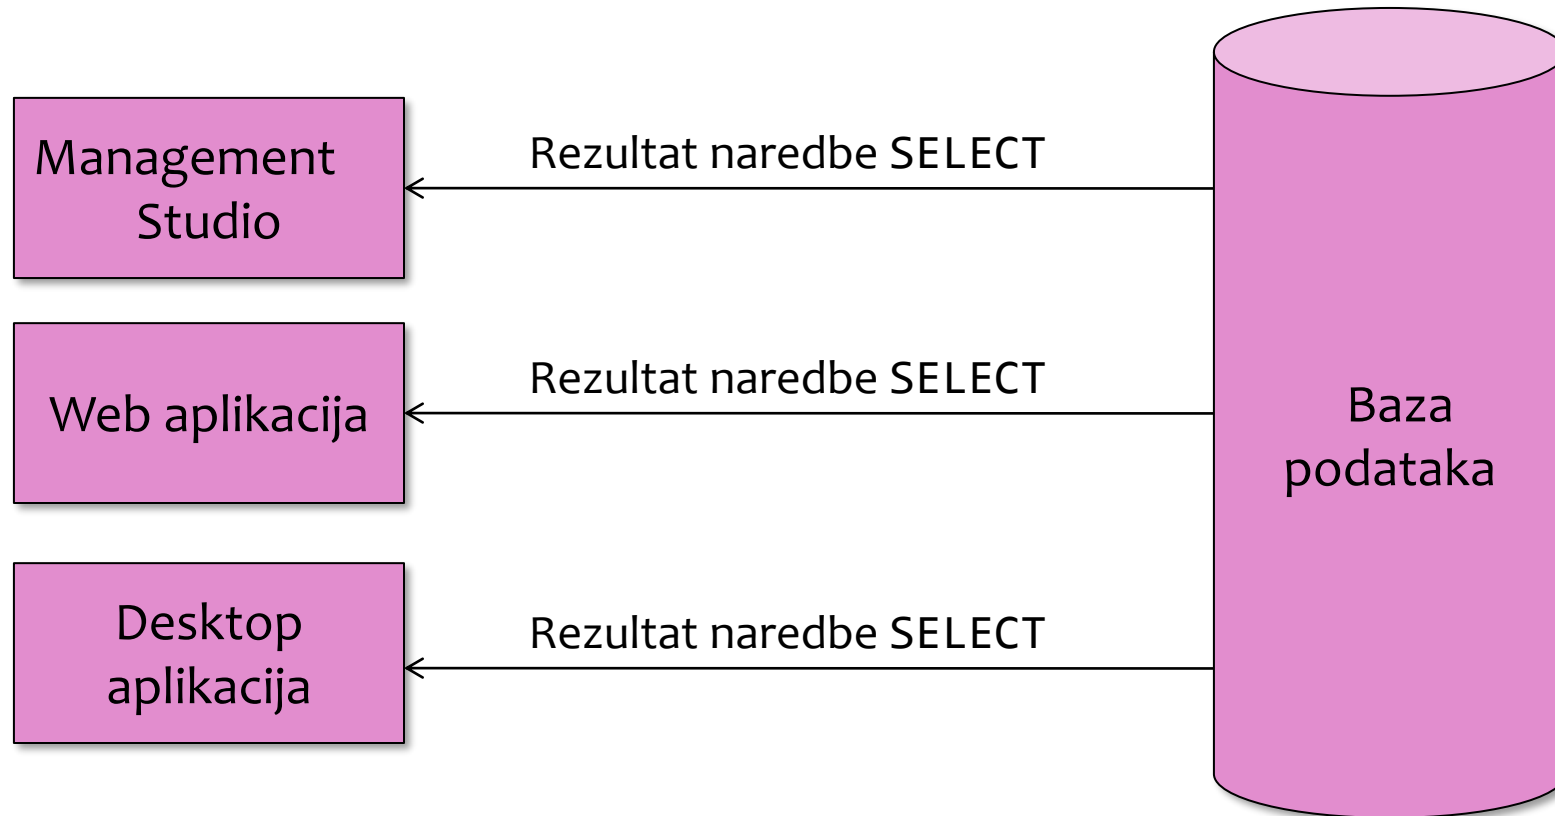 Management
Studio
Rezultat naredbe SELECT
Web aplikacija
Rezultat naredbe SELECT
Desktop
aplikacija
Rezultat naredbe SELECT
Baza
podataka